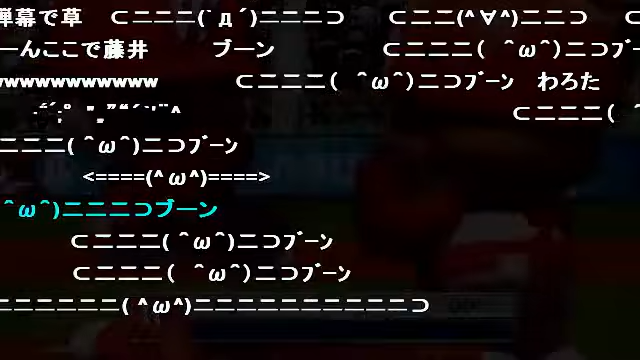 弾幕で草　⊂ニニニ(ﾟд´)ニニニ⊃　⊂ニニ(^∀^)ニニ⊃　⊂
ーんここで藤井　ブーン　⊂ニニニ( ＾ω＾)ニ⊃ﾌﾞｰ
wwwwwwwwwwww　⊂ニニニ( ＾ω＾)ニ⊃ﾌﾞｰﾝ　わろた
⊂ニニニ( ＾
ニニニ( ＾ω＾)ニ⊃ﾌﾞｰﾝ
<====(^ω^)====>
＾ω＾)ニニニ⊃ブーン
⊂ニニニ( ＾ω＾)ニ⊃ﾌﾞｰﾝ
⊂ニニニ( ＾ω＾)ニ⊃ﾌﾞｰﾝ
ニニニニニニ( ^ω^)ニニニニニニニニニニ⊃